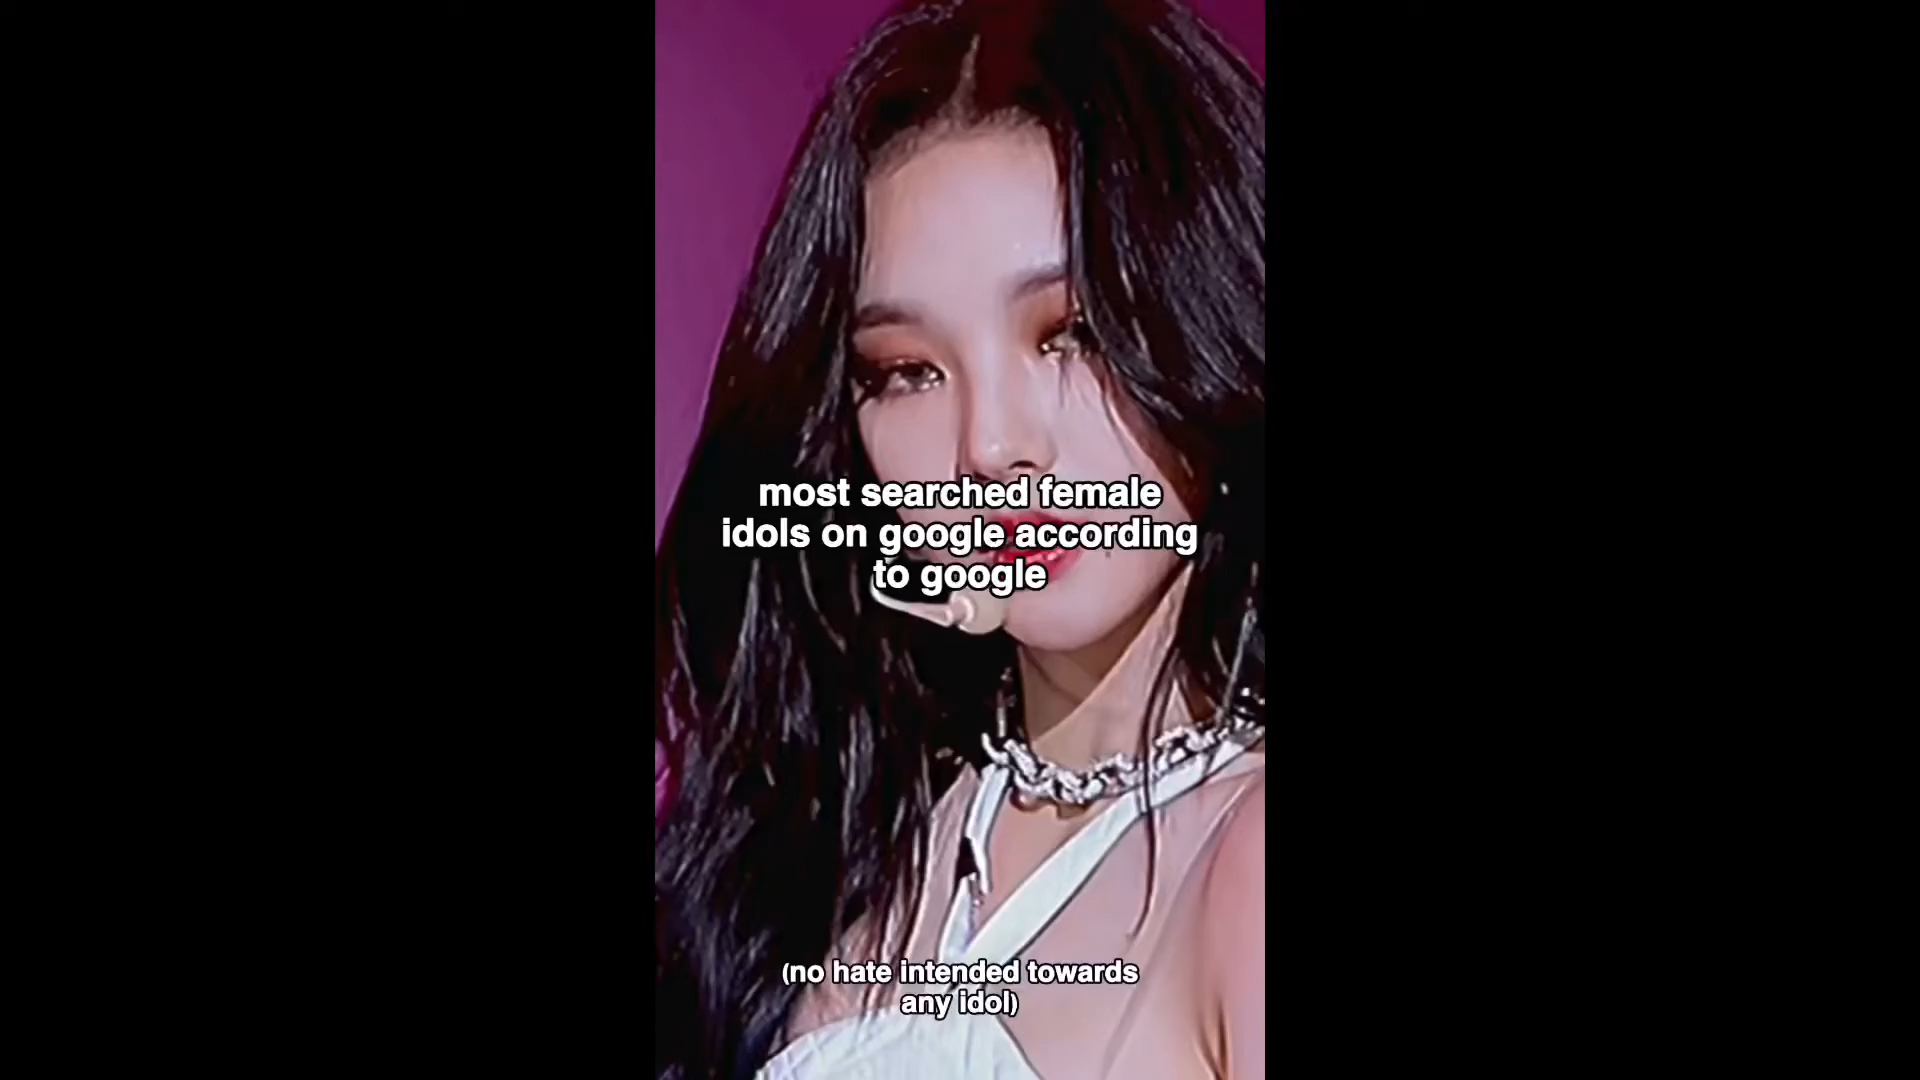 most searched female
idols on google according
to google
(no hate intended towards
any idol)